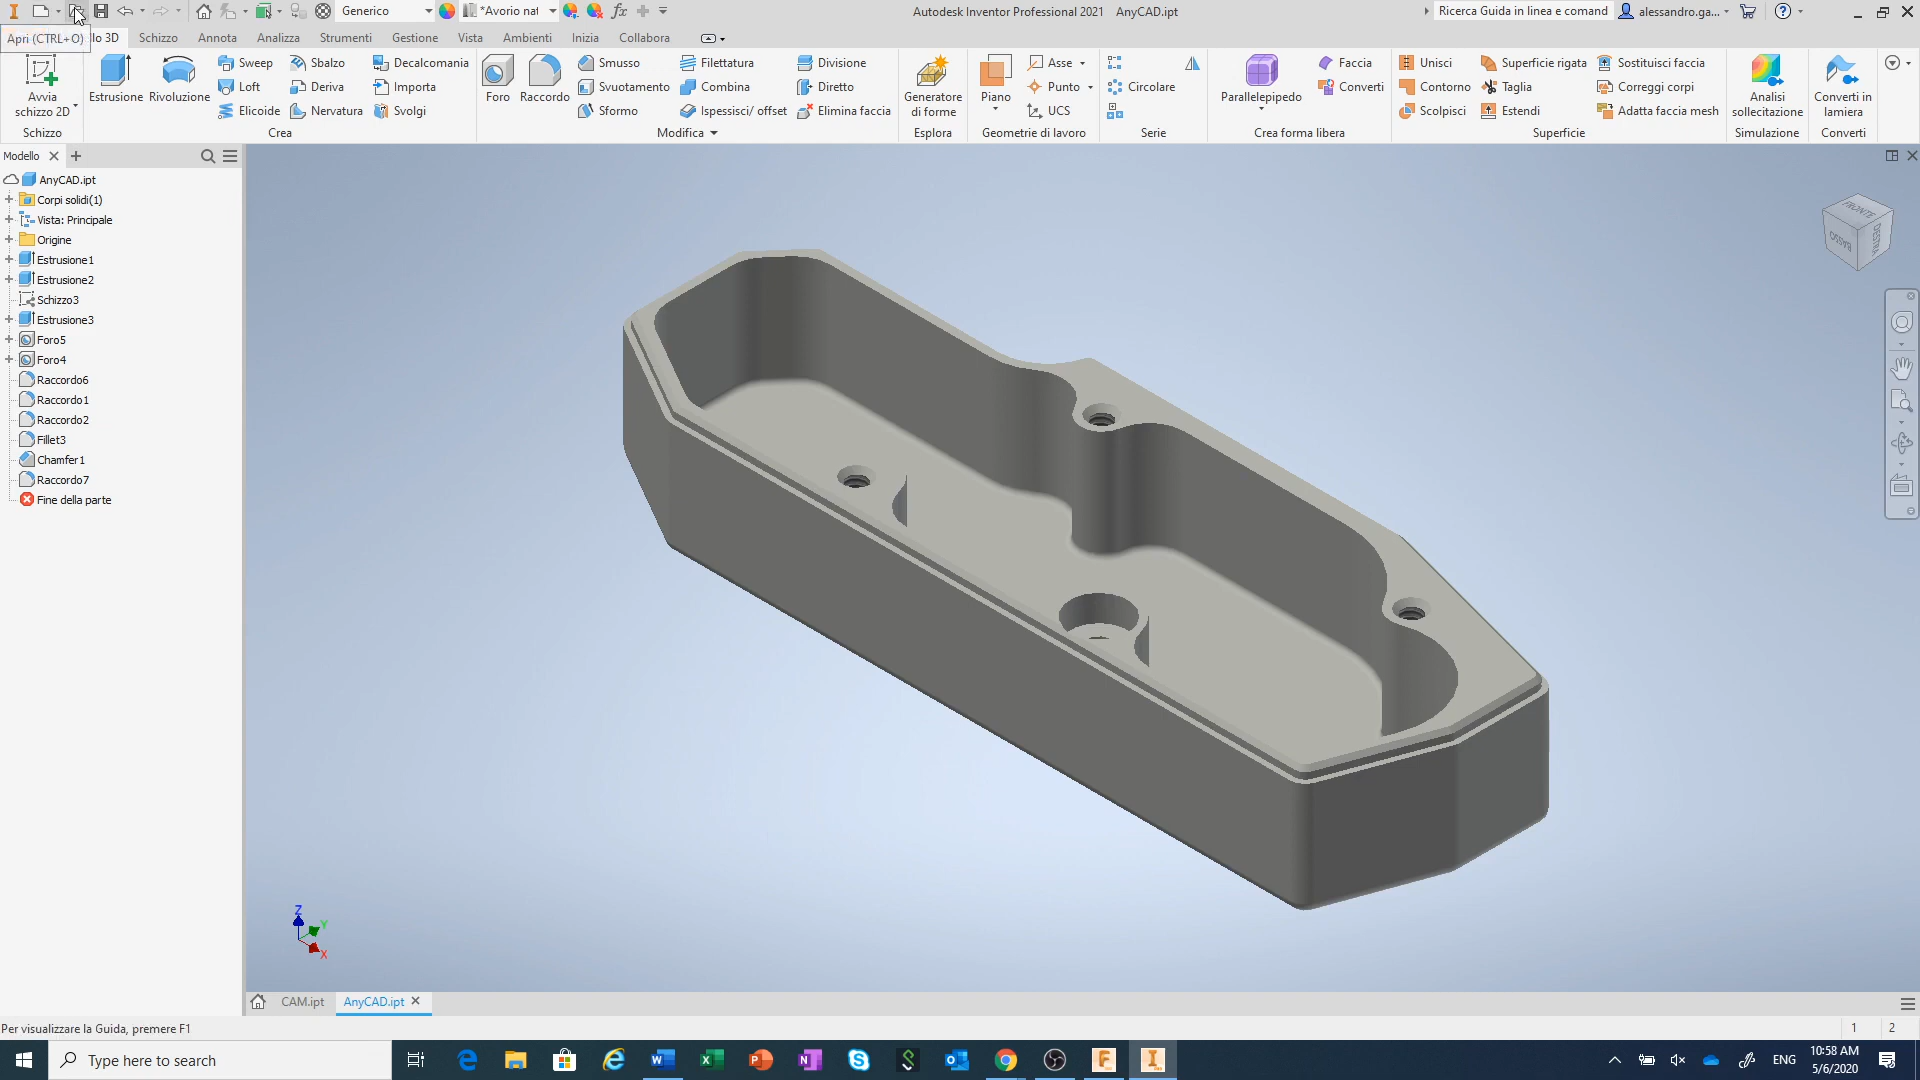 Generico
*Avorio nat
Autodesk Inventor Professional 2021 AnyCAD.ipt
Ricerca Guida in linea e comand
alessandro.ga...
Apri (CTRL+O)
lo 3D
Schizzo
Annota
Analizza
Strumenti
Gestione
Vista
Ambienti
Inizia
Collabora
Avvia
schizzo 2D
Schizzo
Estrusione
Rivoluzione
Sweep
Loft
Elicoide
Sbalzo
Deriva
Nervatura
Decalcomania
Importa
Svolgi
Crea
Foro
Raccordo
Smusso
Svuotamento
Sformo
Filettatura
Combina
Ispessisci/ offset
Divisione
Diretto
Elimina faccia
Modifica
Generatore
di forme
Esplora
Piano
Asse
Punto
UCS
Geometrie di lavoro
Circolare
Serie
Parallelepipedo
Faccia
Converti
Crea forma libera
Unisci
Contorno
Scolpisci
Superficie rigata
Taglia
Estendi
Sostituisci faccia
Correggi corpi
Adatta faccia mesh
Superficie
Analisi
sollecitazione
Simulazione
Converti in
lamiera
Converti
Modello
AnyCAD.ipt
Corpi solidi(1)
Vista: Principale
Origine
Estrusione1
Estrusione2
Schizzo3
Estrusione3
Foro5
Foro4
Raccordo6
Raccordo1
Raccordo2
Fillet3
Chamfer1
Raccordo7
Fine della parte
FRONTE
BASSO
DESTRA
Z
Y
X
CAM.ipt
AnyCAD.ipt
Per visualizzare la Guida, premere F1
1 2
Type here to search
ENG
10:58 AM
5/6/2020